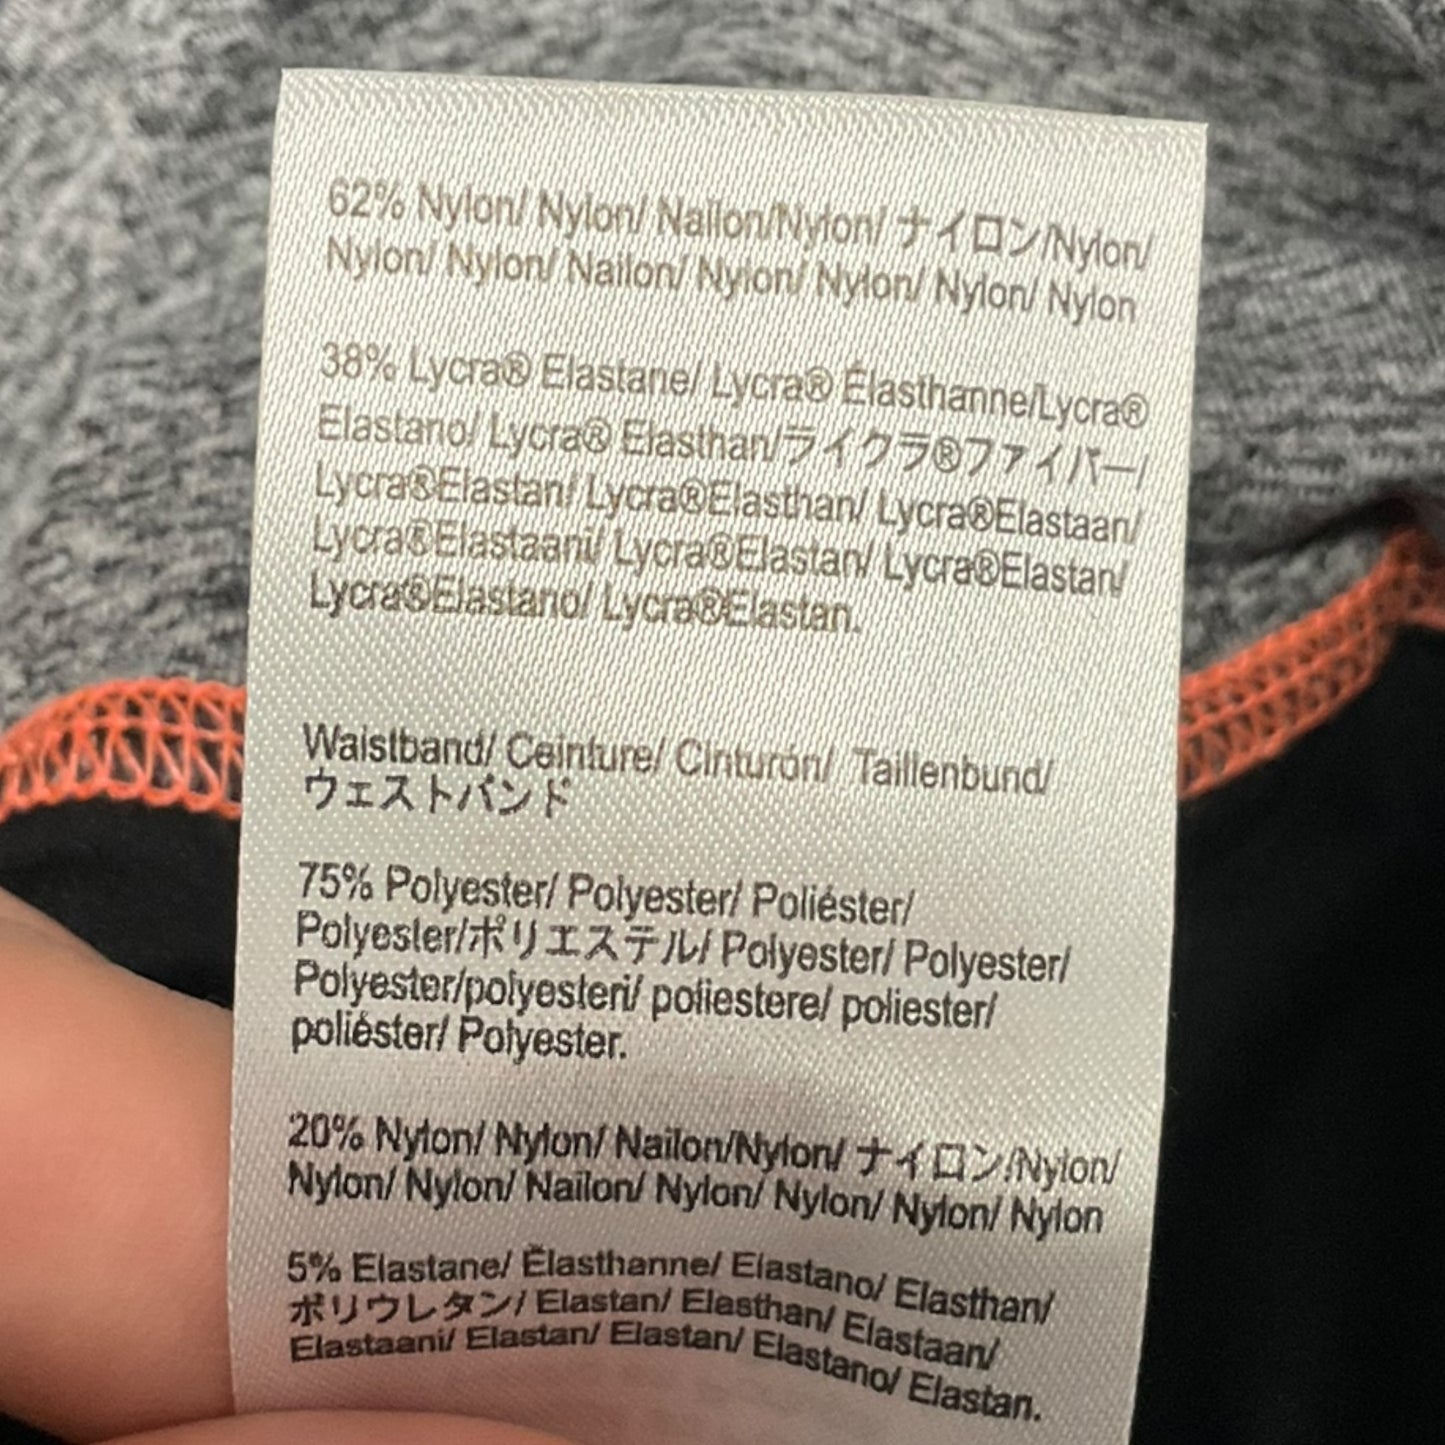 62% Nylon/ Nylon/ Nailon/Nylon/ ナイロン/Nylon/
Nylon/ Nylon/ Nailon/ Nylon/ Nylon/ Nylon/ Nylon
38% Lycra® Elastane/ Lycra® Élasthanne/Lycra®
Elastano/ Lycra® Elasthan/ライクラ®ファイバー/
Lycra®Elastan/ Lycra®Elasthan/ Lycra®Elastaan/
Lycra®Elastaani/ Lycra®Elastan/ Lycra®Elastan/
Lycra®Elastano/ Lycra®Elastan.
Waistband/ Ceinture/ Cinturón/ Taillenbund/
ウェストバンド
75% Polyester/ Polyester/ Poliéster/
Polyester/ポリエステル/ Polyester/ Polyester/
Polyester/polyesteri/ poliestere/ poliester/
poliéster/ Polyester.
20% Nylon/ Nylon/ Nailon/Nylon/ ナイロン/Nylon/
Nylon/ Nylon/ Nailon/ Nylon/ Nylon/ Nylon/ Nylon
5% Elastane/ Élasthanne/ Elastano/ Elasthan/
ポリウレタン/ Elastan/ Elasthan/ Elastaan/
Elastaani/ Elastan/ Elastan/ Elastano/ Elastan.